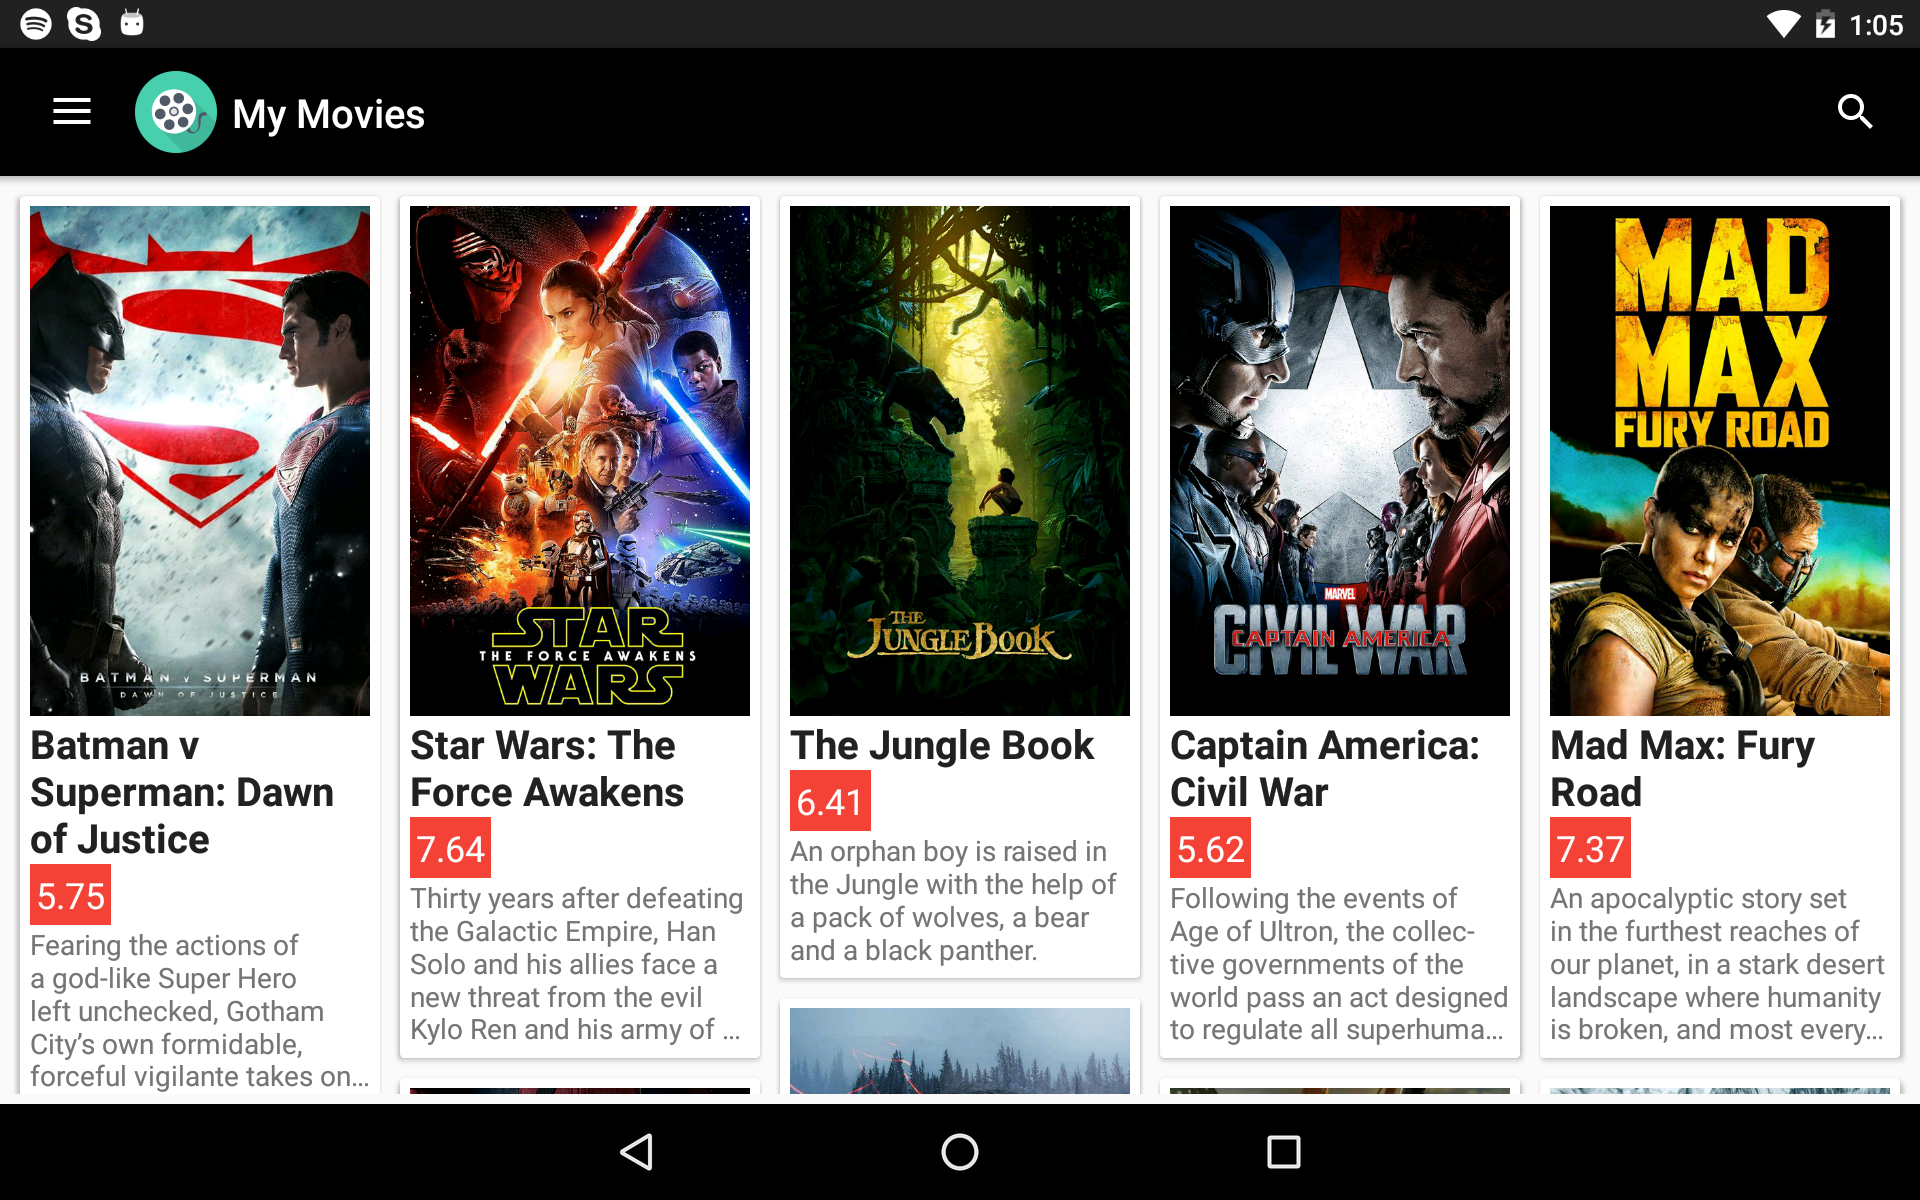 1:05
My Movies
BATMAN V SUPERMAN
DAWN OF JUSTICE
Batman v
Superman: Dawn
of Justice
5.75
Fearing the actions of
a god-like Super Hero
left unchecked, Gotham
City’s own formidable,
forceful vigilante takes on...
STAR
THE FORCE AWAKENS
WARS
Star Wars: The
Force Awakens
7.64
Thirty years after defeating
the Galactic Empire, Han
Solo and his allies face a
new threat from the evil
Kylo Ren and his army of ...
THE
JUNGLE BOOK
The Jungle Book
6.41
An orphan boy is raised in
the Jungle with the help of
a pack of wolves, a bear
and a black panther.
MARVEL
CAPTAIN AMERICA
CIVIL WAR
Captain America:
Civil War
5.62
Following the events of
Age of Ultron, the collec-
tive governments of the
world pass an act designed
to regulate all superhuma...
MAD
MAX
FURY ROAD
Mad Max: Fury
Road
7.37
An apocalyptic story set
in the furthest reaches of
our planet, in a stark desert
landscape where humanity
is broken, and most every...